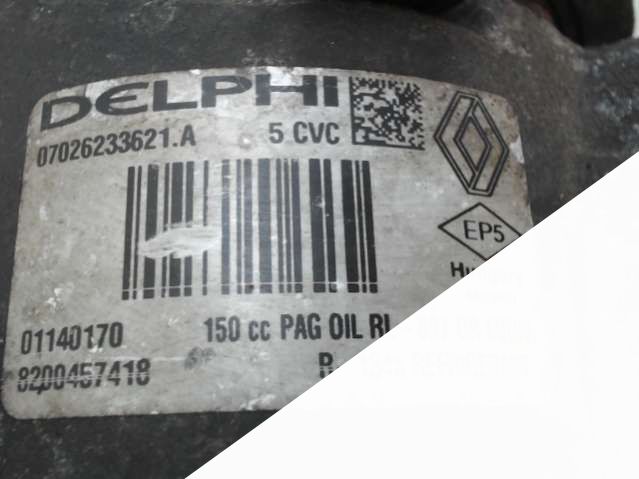 DELPHI
07026233621.A 5 CVC
EP5
01140170 150 cc PAG OIL
8200457418